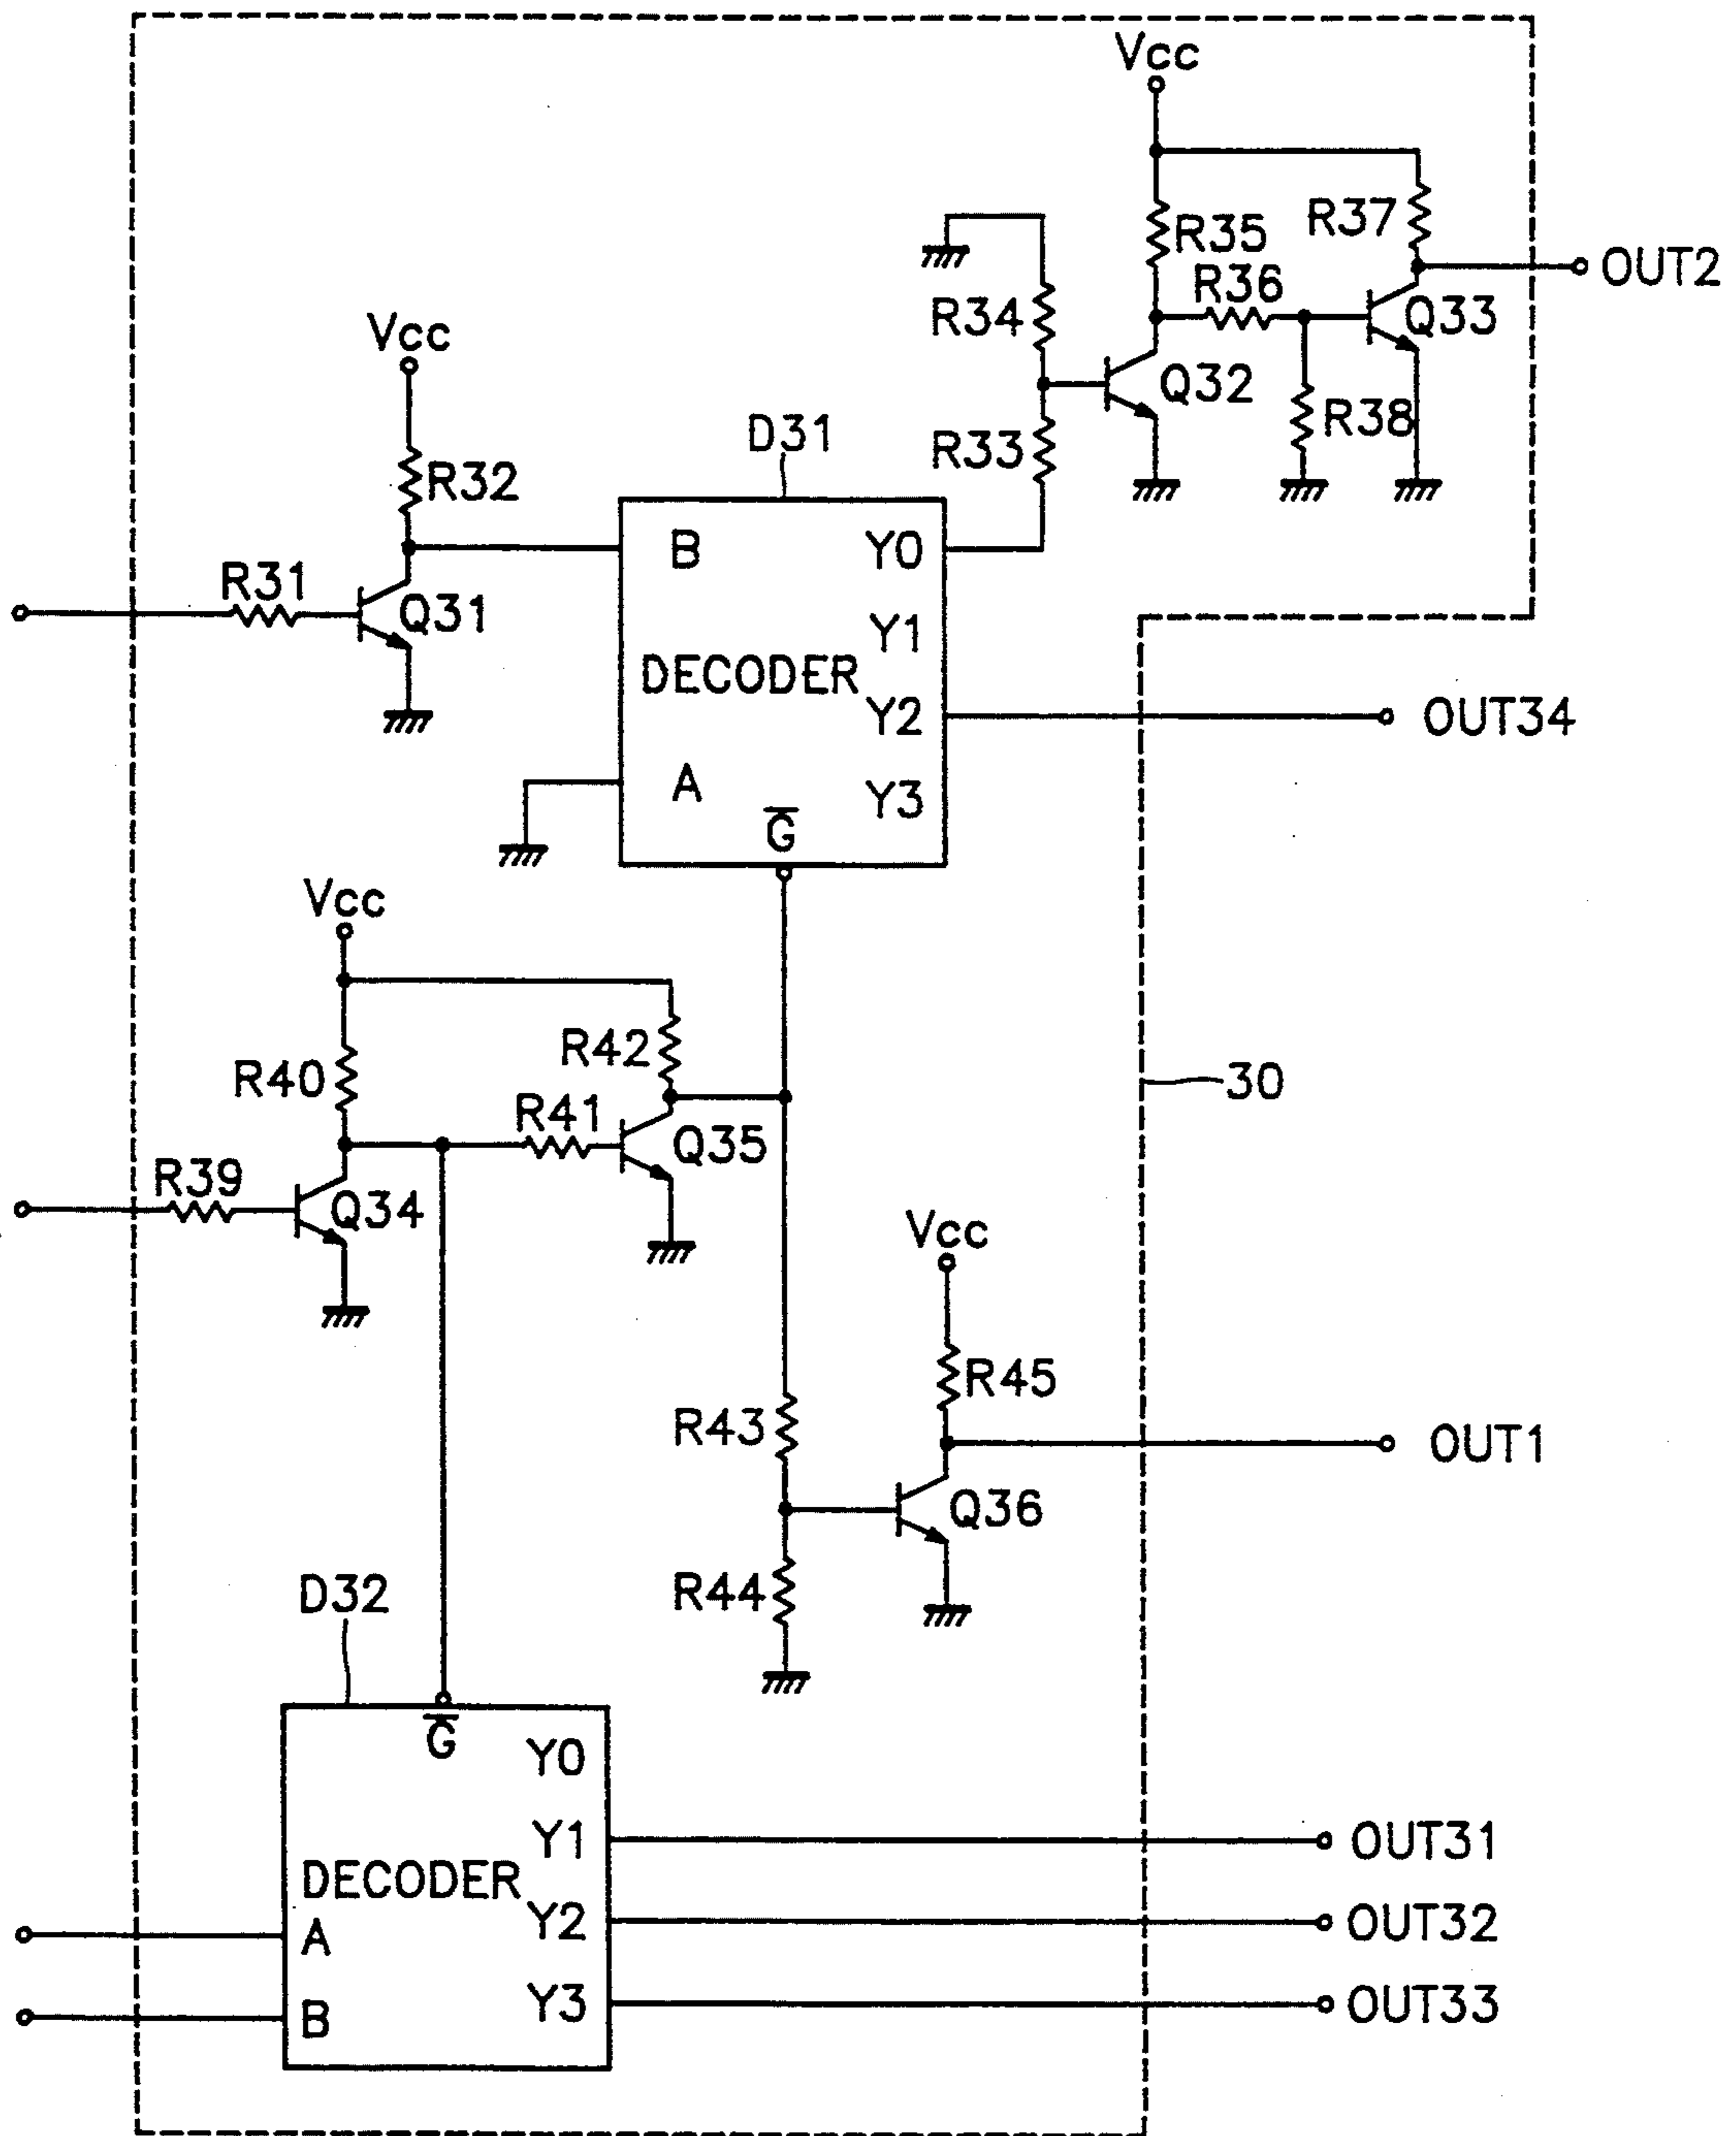 Vcc
R35
R37
OUT2
R36
R34
Q33
Vcc
Q32
R38
D31
R33
R32
B
Y0
R31
Q31
Y1
DECODER
Y2
OUT34
A
Y3
G̅
Vcc
R42
R40
30
R41
Q35
R39
Q34
Vcc
R45
R43
OUT1
Q36
R44
D32
G̅
Y0
Y1
OUT31
DECODER
Y2
OUT32
A
Y3
OUT33
B